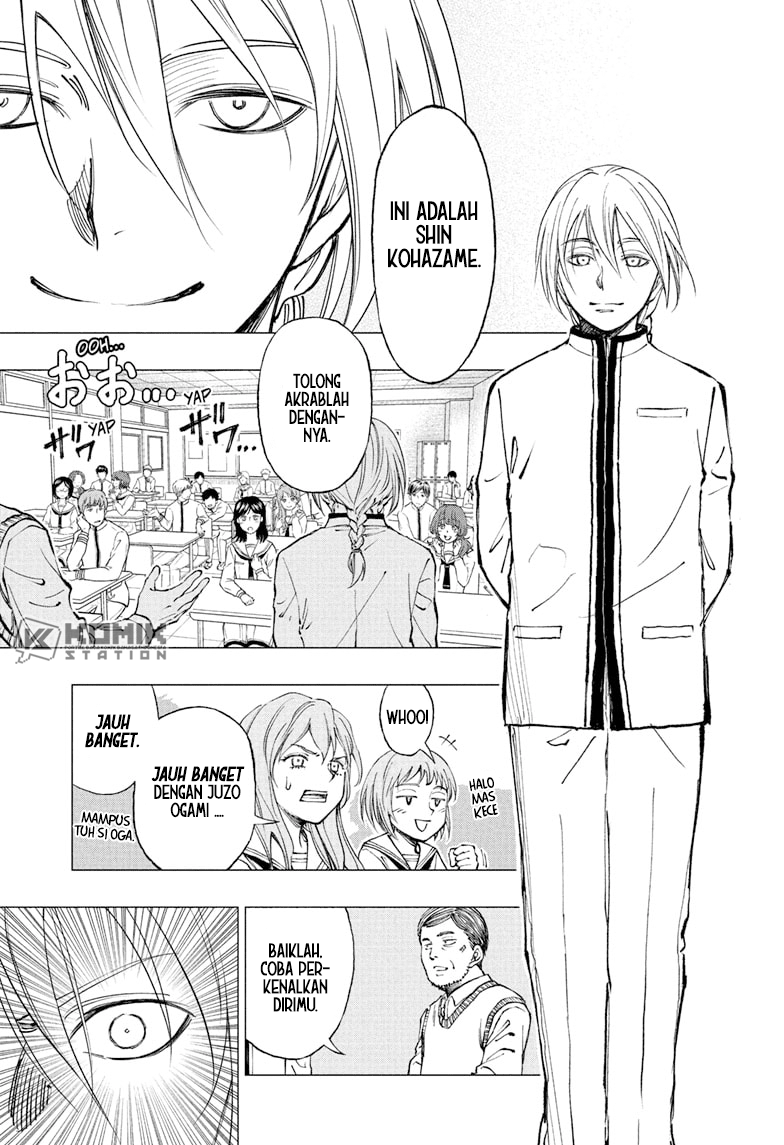 INI ADALAH
SHIN
KOHAZAME.
OOH...
おお...
YAP
ザワ
YAP
ザワ...
TOLONG
AKRABLAH
DENGAN-
NYA.
KOMIK
STATION
WHOO!
HALO
MAS
KECE
JAUH
BANGET.
JAUH BANGET
DENGAN JUZO
OGAMI ....
MAMPUS
TUH SI OGA.
BAIKLAH,
COBA PER-
KENALKAN
DIRIMU.